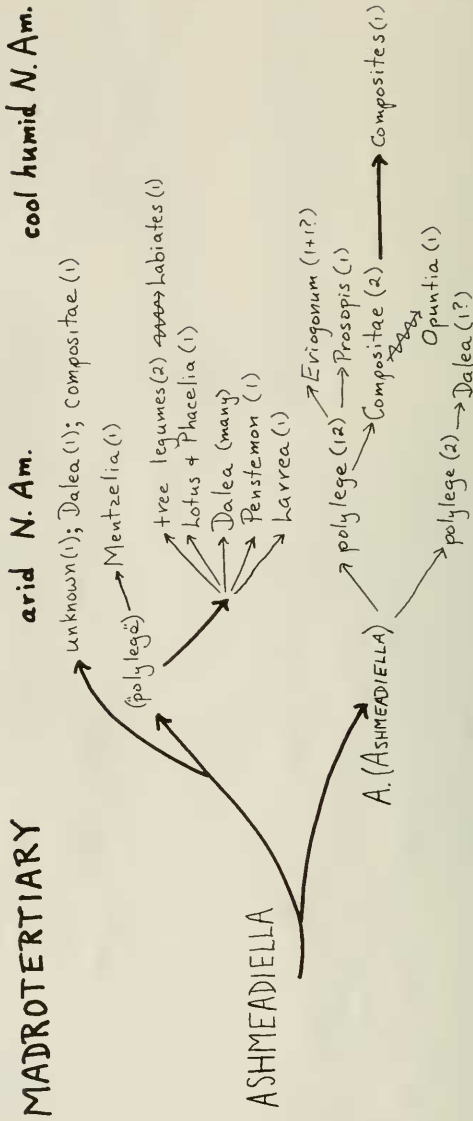 MADROTERTIARY arid N. Am. cool humid N. Am.
unknown (1); Dalea (1); Compositae (1)
("polylege") Mentzelia (1)
tree legumes (2) Labiates (1)
Lotus + Phacelia (1)
Dalea (many)
Penstemon (1)
Larrea (1)
ASHMEADIELLA
Eriogonum (1+1?)
polylege (12) Prosopis (1)
Compositae (2) Composites (1)
Opuntia (1)
A. (ASHMEADIELLA)
polylege (2) Dalea (1?)